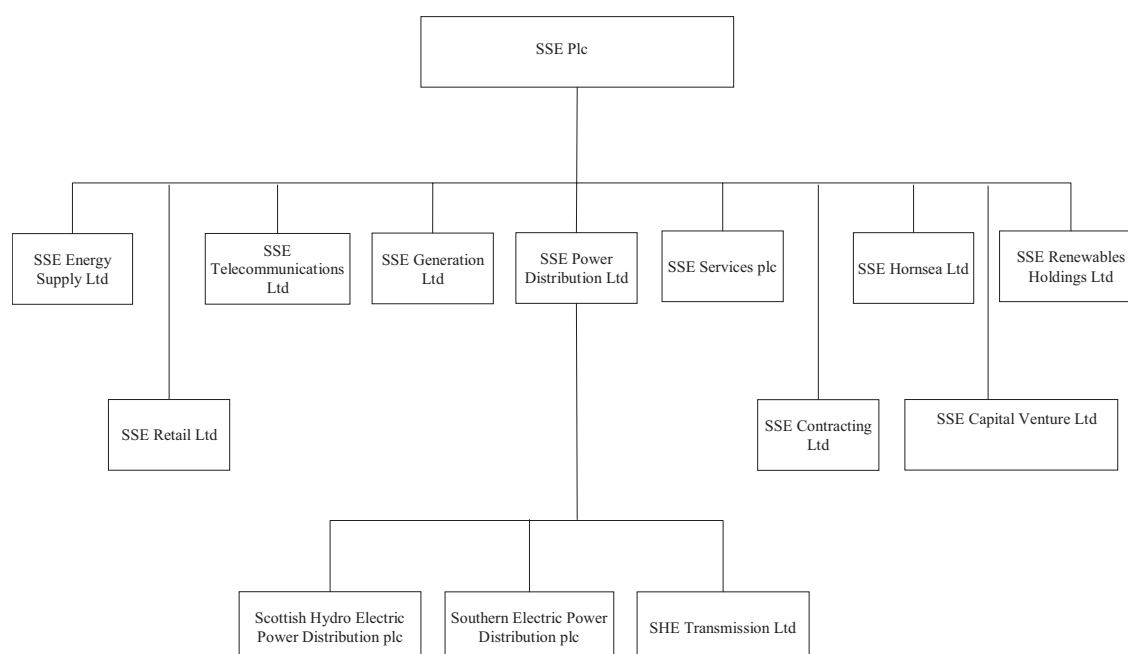 SSE Plc
SSE Energy
Supply Ltd
SSE
Telecommunications
Ltd
SSE Generation
Ltd
SSE Power
Distribution Ltd
SSE Services plc
SSE Hornsea Ltd
SSE Renewables
Holdings Ltd
SSE Retail Ltd
SSE Contracting
Ltd
SSE Capital Venture Ltd
Scottish Hydro Electric
Power Distribution plc
Southern Electric Power
Distribution plc
SHE Transmission Ltd